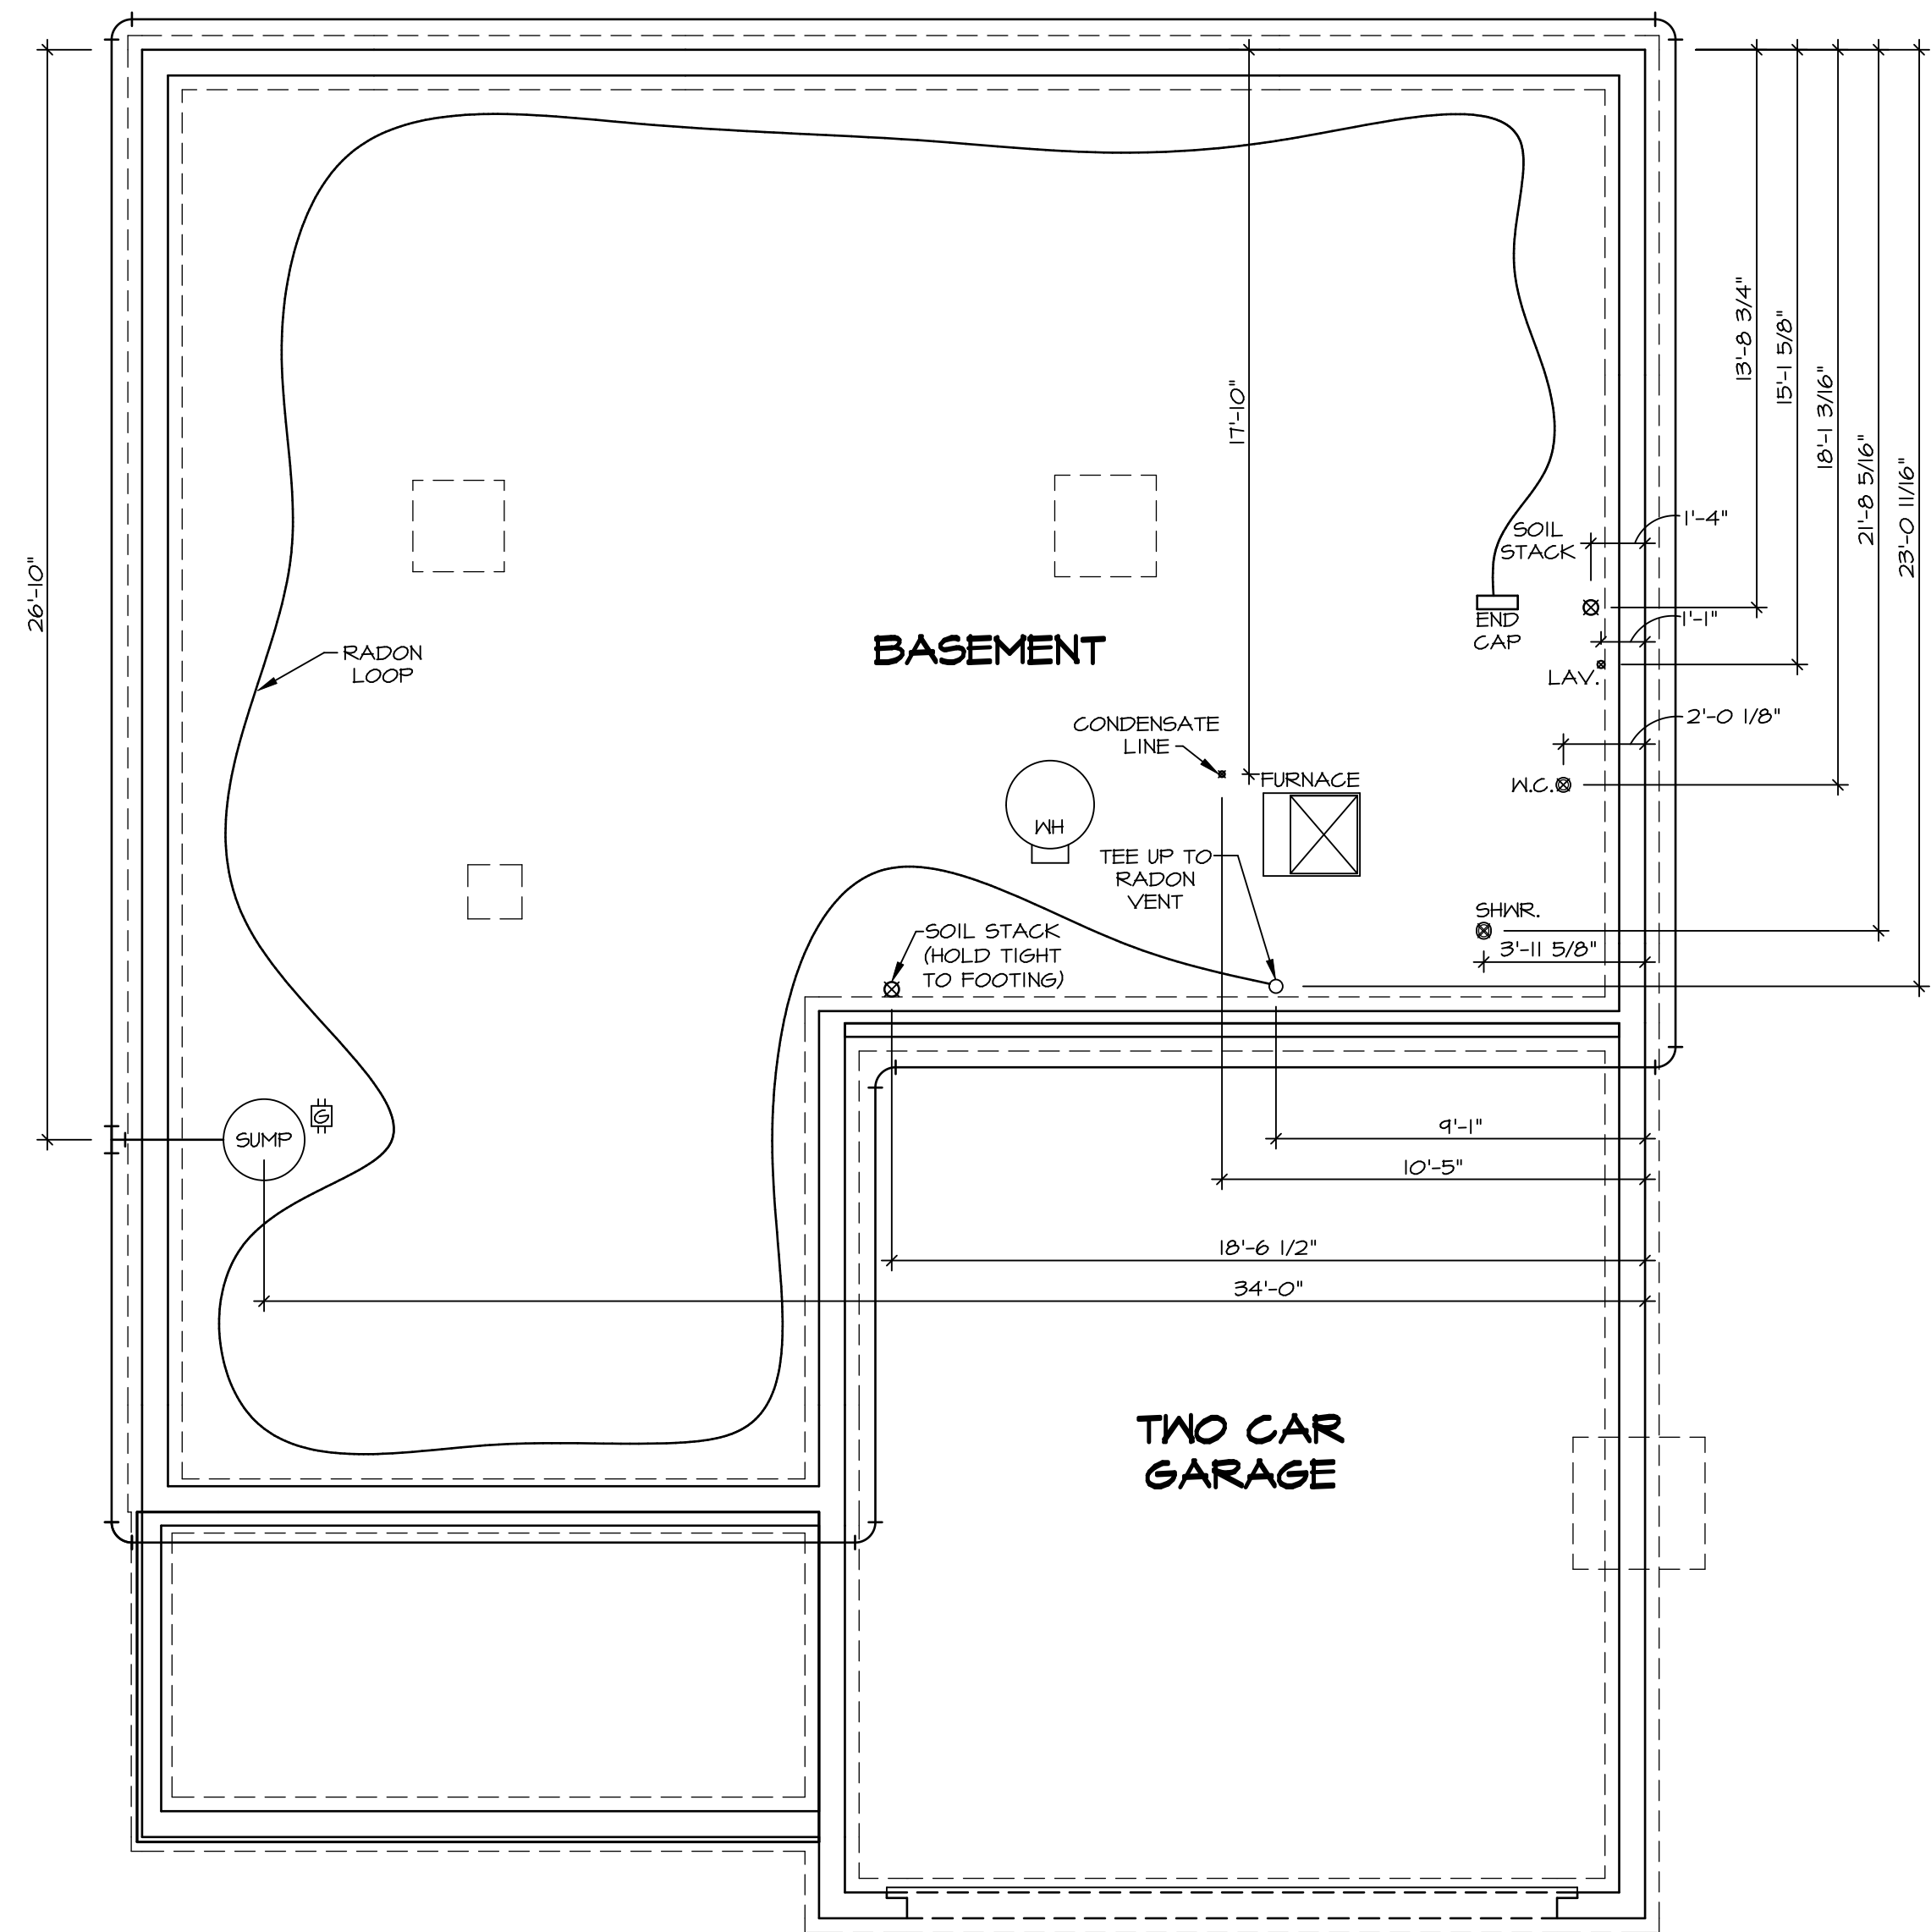 26'-10"
17'-10"
13'-8 3/4"
15'-1 5/8"
18'-1 3/16"
21'-8 5/16"
23'-0 11/16"
1'-4"
SOIL
STACK
END
CAP
1'-1"
LAV.
RADON
LOOP
BASEMENT
2'-0 1/8"
CONDENSATE
LINE
FURNACE
W.C.
WH
TEE UP TO
RADON
VENT
SHWR.
3'-11 5/8"
SOIL STACK
(HOLD TIGHT
TO FOOTING)
G
SUMP
9'-1"
10'-5"
18'-6 1/2"
34'-0"
TWO CAR
GARAGE